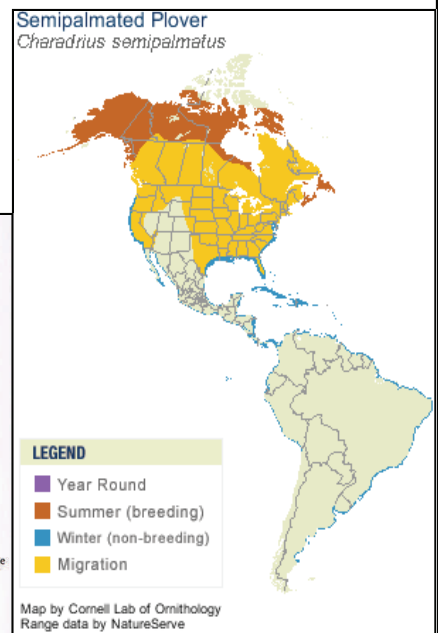 Semipalmated Plover
Charadrius semipalmatus
LEGEND
Year Round
Summer (breeding)
Winter (non-breeding)
Migration
Map by Cornell Lab of Ornithology
Range data by NatureServe